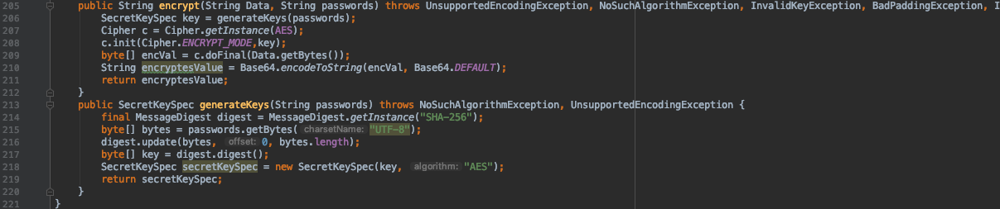 205 public String encrypt(String Data, String passwords) throws UnsupportedEncodingException, NoSuchAlgorithmException, InvalidKeyException, BadPaddingException, I
206 SecretKeySpec key = generateKeys(passwords);
207 Cipher c = Cipher.getInstance(AES);
208 c.init(Cipher.ENCRYPT_MODE,key);
209 byte[] encVal = c.doFinal(Data.getBytes());
210 String encryptesValue = Base64.encodeToString(encVal, Base64.DEFAULT);
211 return encryptesValue;
212 }
213 public SecretKeySpec generateKeys(String passwords) throws NoSuchAlgorithmException, UnsupportedEncodingException {
214 final MessageDigest digest = MessageDigest.getInstance("SHA-256");
215 byte[] bytes = passwords.getBytes( charsetName: "UTF-8");
216 digest.update(bytes, offset: 0, bytes.length);
217 byte[] key = digest.digest();
218 SecretKeySpec secretKeySpec = new SecretKeySpec(key, algorithm: "AES");
219 return secretKeySpec;
220 }
221 }